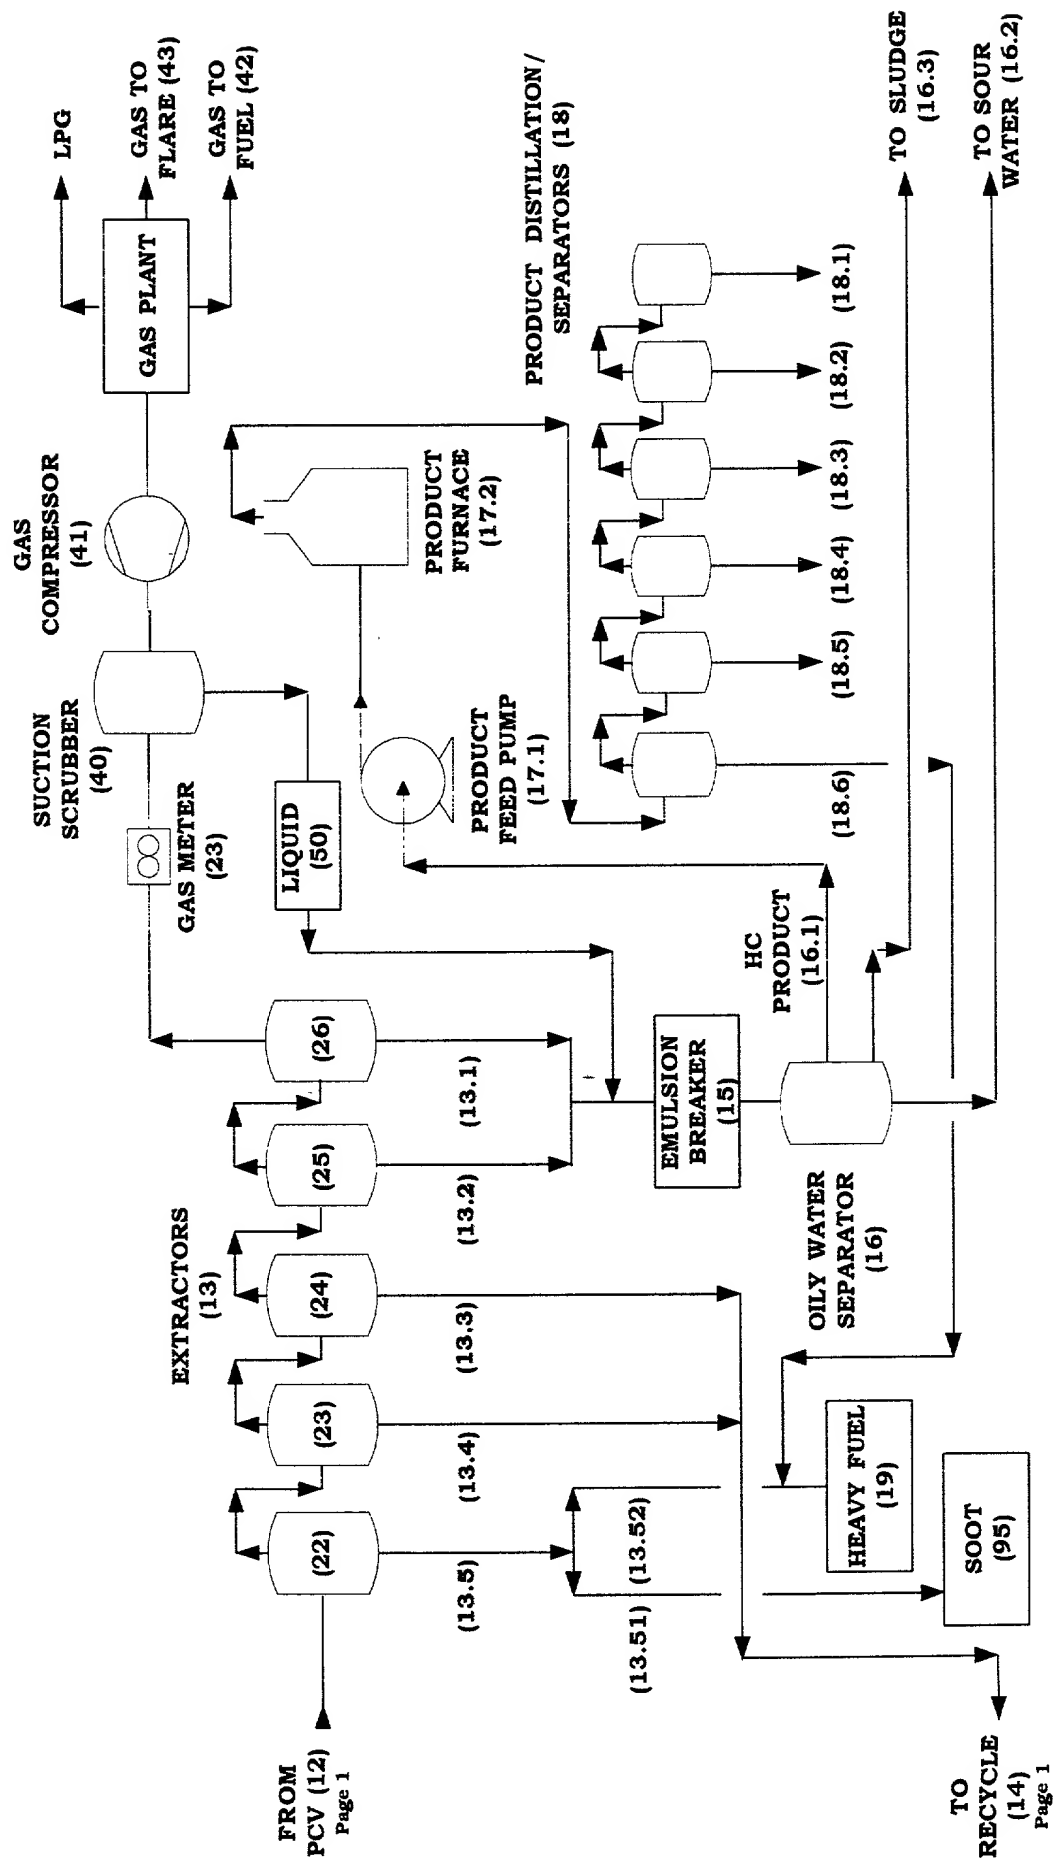 LPG
GAS TO
FLARE (43)
GAS TO
FUEL (42)
GAS PLANT
GAS
COMPRESSOR
(41)
SUCTION
SCRUBBER
(40)
GAS METER
(23)
LIQUID
(50)
PRODUCT
FURNACE
(17.2)
PRODUCT
FEED PUMP
(17.1)
PRODUCT DISTILLATION/
SEPARATORS (18)
(18.1)
(18.2)
(18.3)
(18.4)
(18.5)
(18.6)
TO SLUDGE
(16.3)
TO SOUR
WATER (16.2)
EXTRACTORS
(13)
(22)
(23)
(24)
(25)
(26)
(13.5)
(13.4)
(13.3)
(13.2)
(13.1)
(13.51)
(13.52)
EMULSION
BREAKER
(15)
HC
PRODUCT
(16.1)
OILY WATER
SEPARATOR
(16)
HEAVY FUEL
(19)
SOOT
(95)
FROM
PCV (12)
Page 1
TO
RECYCLE
(14)
Page 1